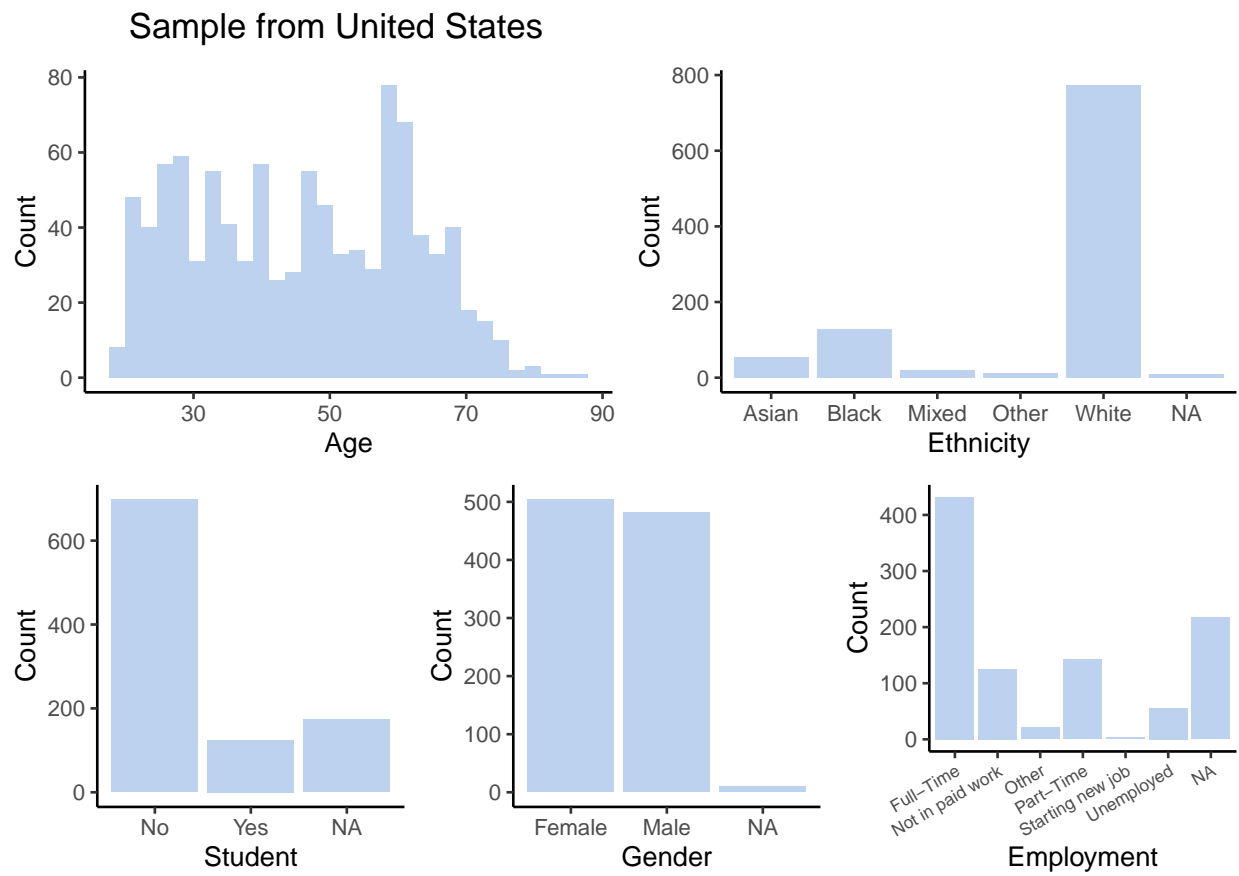 Sample from United States
80
60
40
20
0
Count
30 50 70 90
Age
800
600
400
200
0
Count
Asian Black Mixed Other White NA
Ethnicity
600
400
200
0
Count
No Yes NA
Student
500
400
300
200
100
0
Count
Female Male NA
Gender
400
300
200
100
0
Count
Full−Time
Not in paid work
Other
Part−Time
Starting new job
Unemployed
NA
Employment